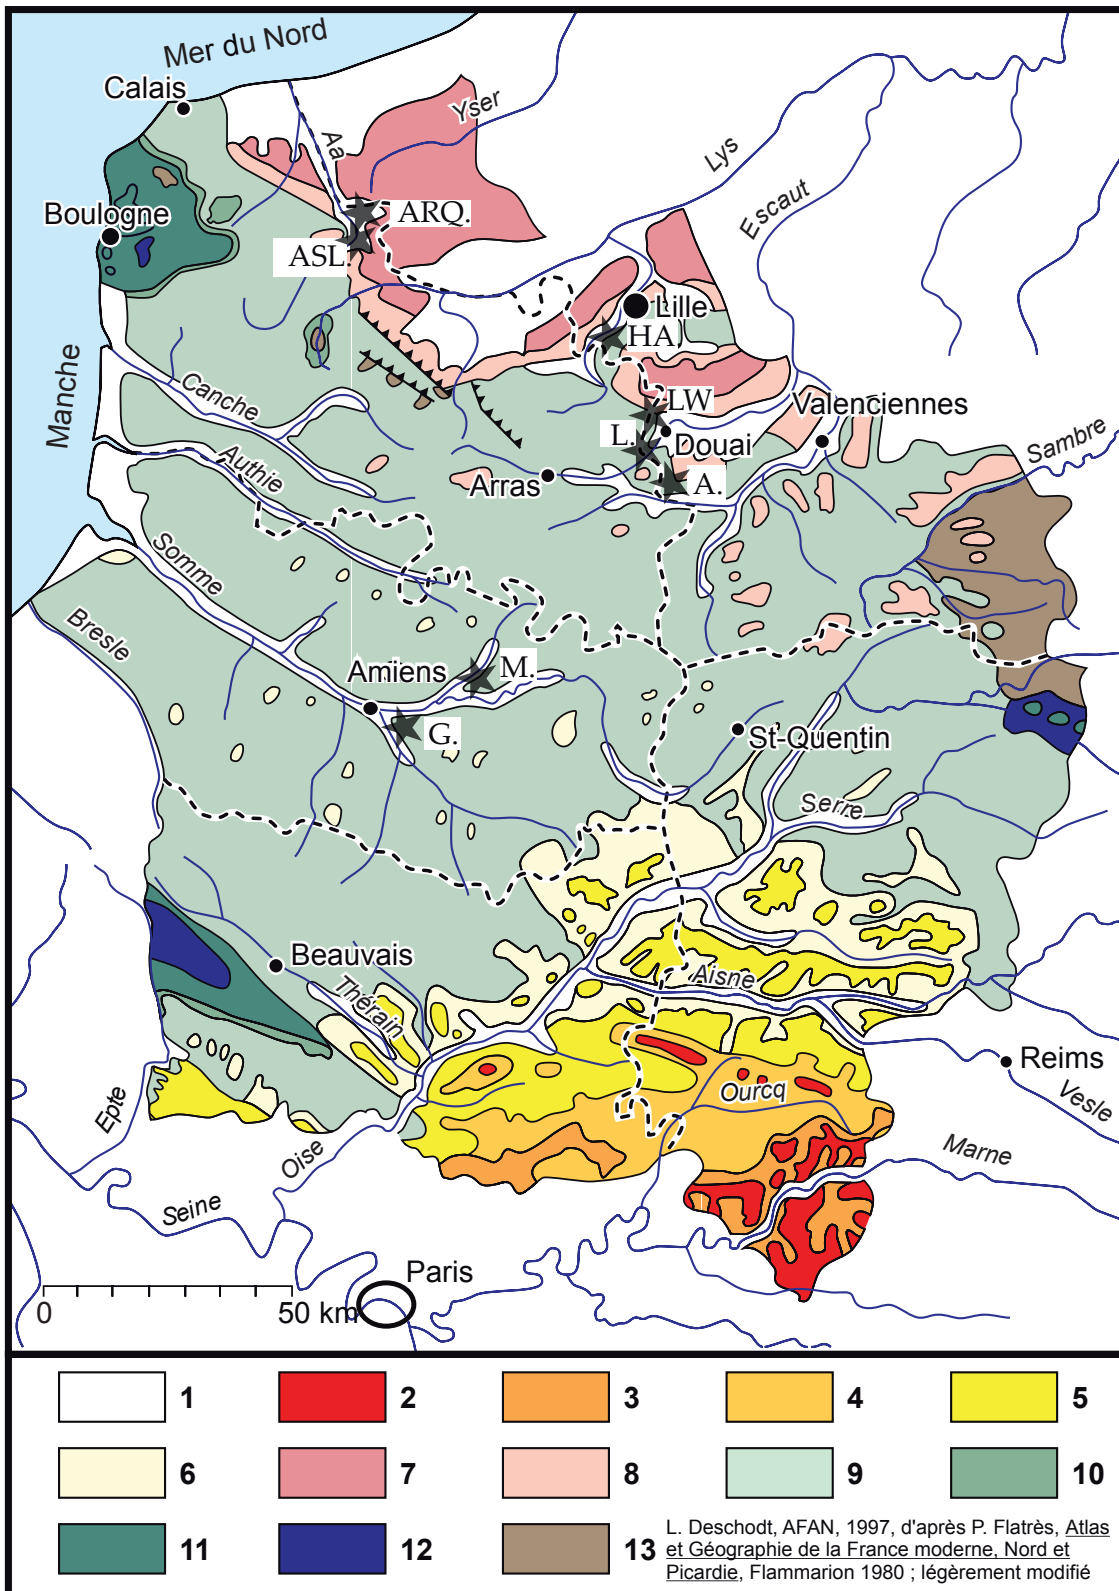 Mer du Nord
Calais
Aa
Yser
Lys
Escaut
Boulogne
ARQ.
ASL.
Lille
HA
Manche
Canche
LW
Valenciennes
L.
Douai
Sambre
Authie
Arras
A.
Somme
Bresle
Amiens
M.
G.
St-Quentin
Serre
Beauvais
Thérain
Aisne
Reims
Epte
Ourcq
Vesle
Oise
Marne
Seine
Paris
0 50 km
1 2 3 4 5
6 7 8 9 10
11 12 13
L. Deschodt, AFAN, 1997, d'après P. Flatrès, Atlas
et Géographie de la France moderne, Nord et
Picardie, Flammarion 1980 ; légèrement modifié